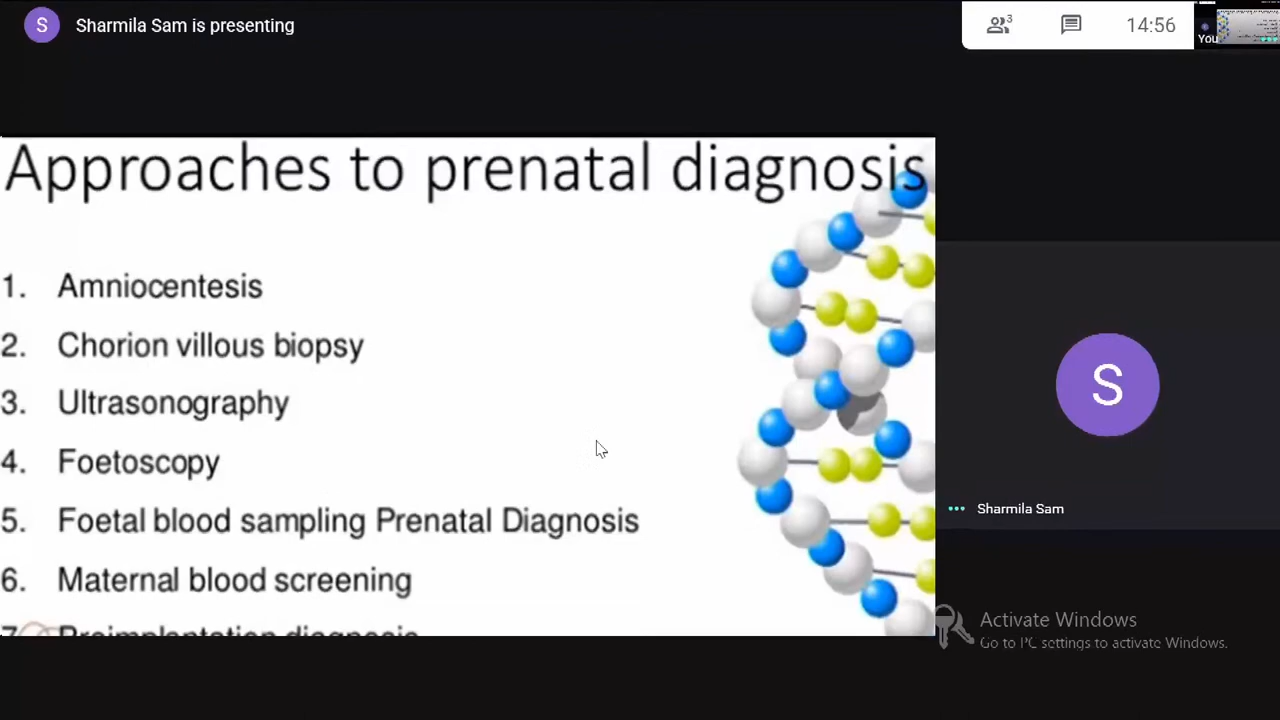 S Sharmila Sam is presenting
3
14:56
You
Approaches to prenatal diagnosis
1. Amniocentesis
2. Chorion villous biopsy
3. Ultrasonography
4. Foetoscopy
5. Foetal blood sampling Prenatal Diagnosis
6. Maternal blood screening
7. Preimplantation diagnosis
S
Sharmila Sam
Activate Windows
Go to PC settings to activate Windows.